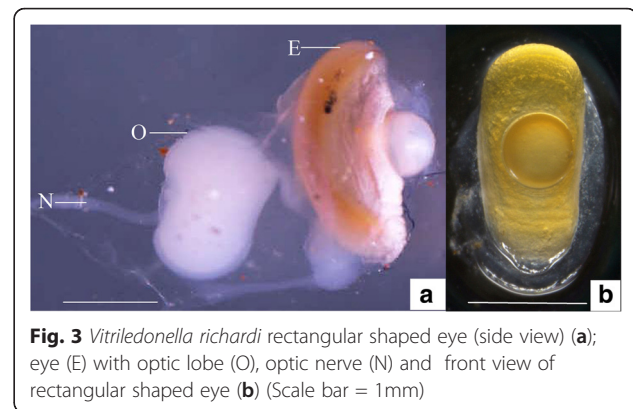 E
O
N
a
b
Fig. 3 Vitriledonella richardi rectangular shaped eye (side view) (a);
eye (E) with optic lobe (O), optic nerve (N) and front view of
rectangular shaped eye (b) (Scale bar = 1mm)